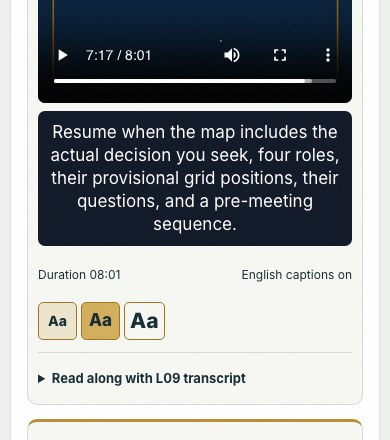 7:17 / 8:01
Resume when the map includes the
actual decision you seek, four roles,
their provisional grid positions, their
questions, and a pre-meeting
sequence.
Duration 08:01 English captions on
Aa Aa Aa
Read along with L09 transcript